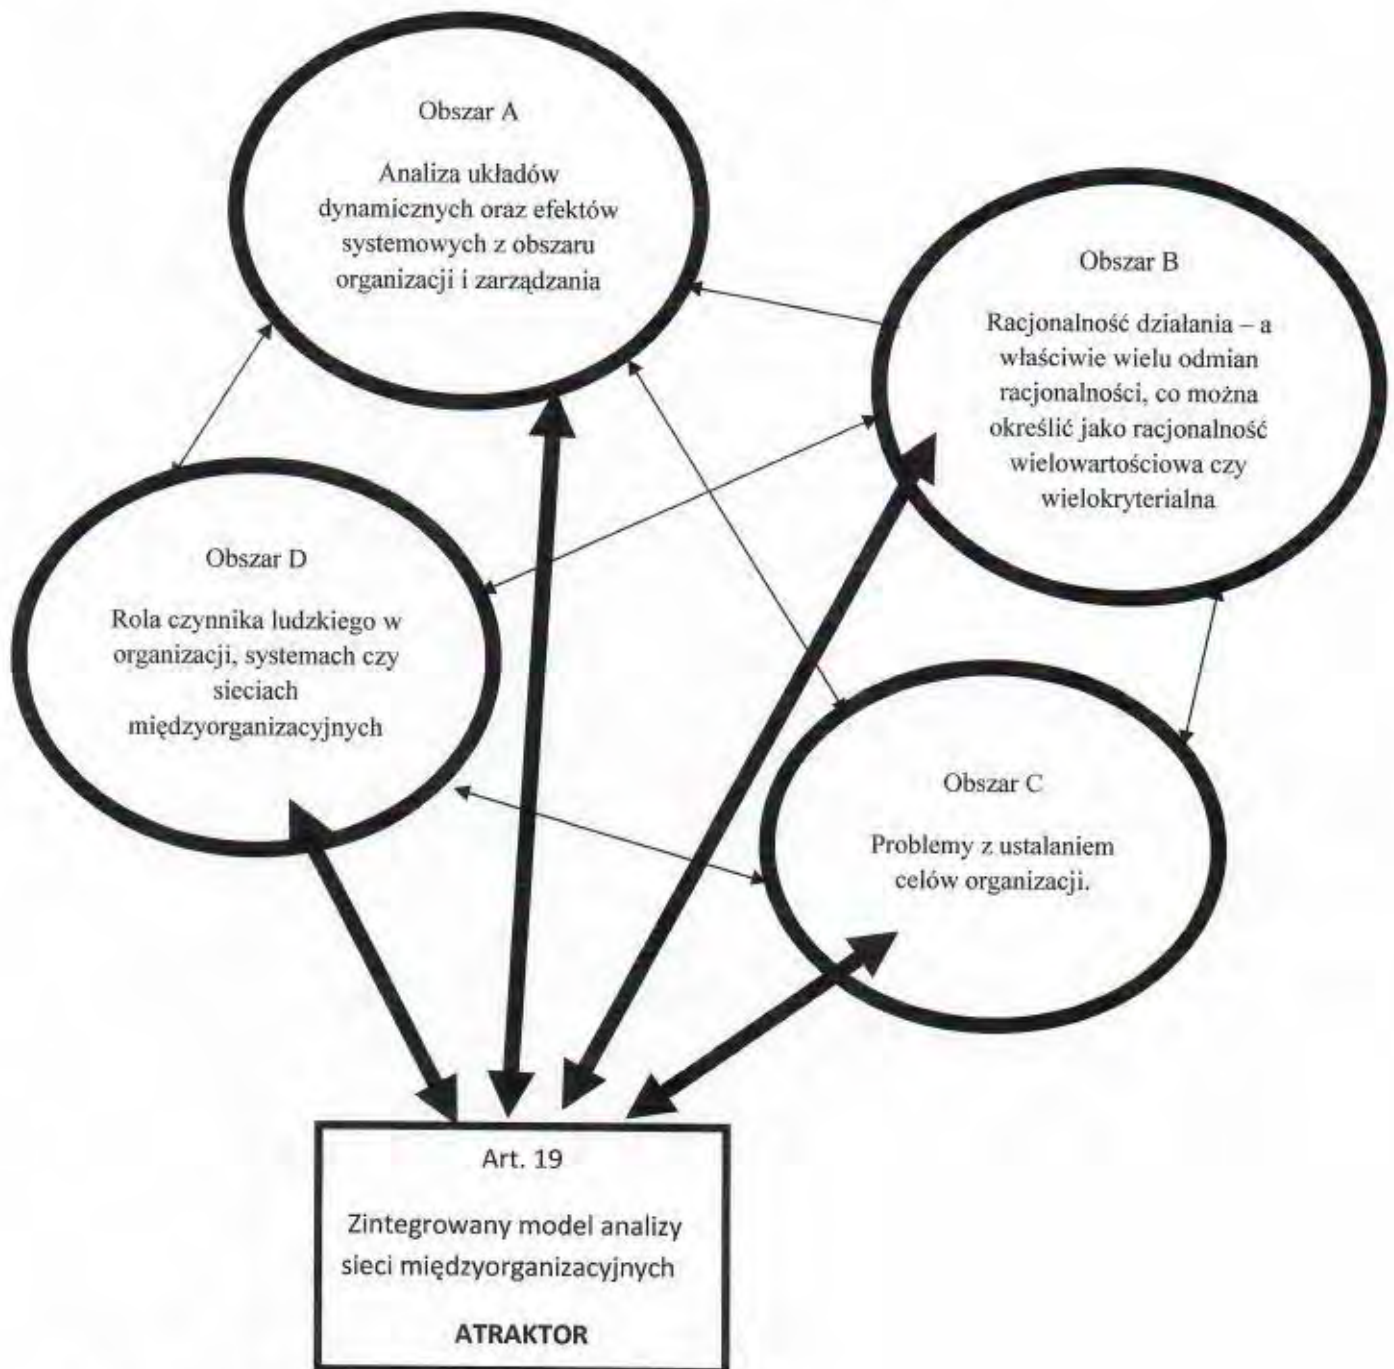 Obszar A
Analiza układów
dynamicznych oraz efektów
systemowych z obszaru
organizacji i zarządzania
Obszar B
Racjonalność działania – a
właściwie wielu odmian
racjonalności, co można
określić jako racjonalność
wielowartościowa czy
wielokryterialna
Obszar D
Rola czynnika ludzkiego w
organizacji, systemach czy
sieciach
międzyorganizacyjnych
Obszar C
Problemy z ustalaniem
celów organizacji.
Art. 19
Zintegrowany model analizy
sieci międzyorganizacyjnych
ATRAKTOR